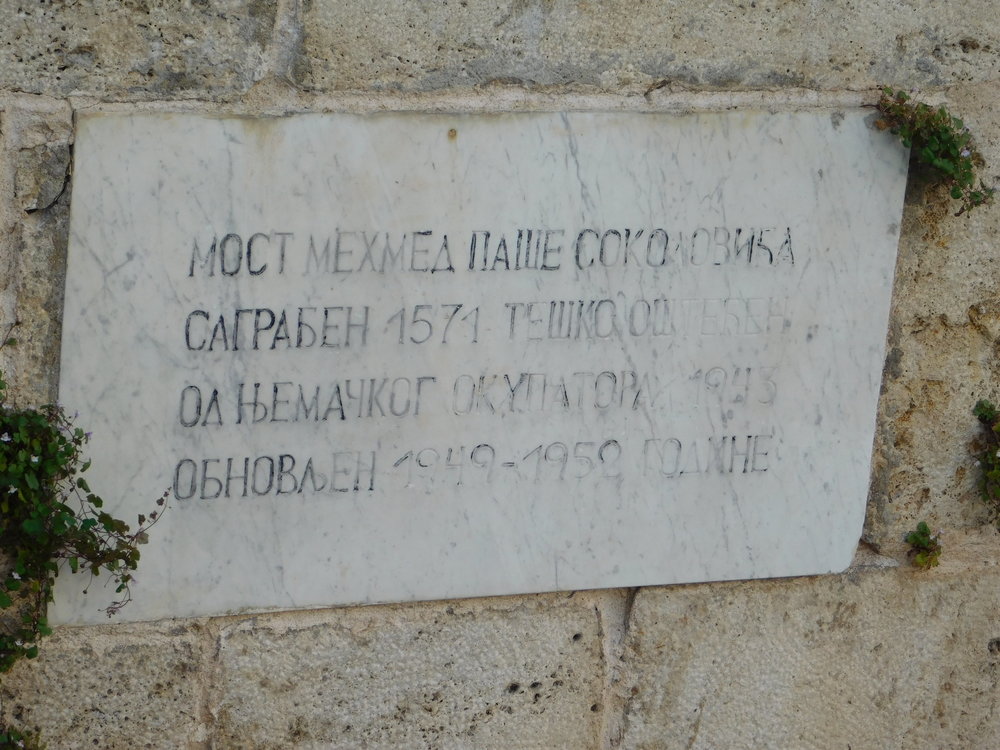 МОСТ МЕХМЕД ПАШЕ СОКОЛОВИЋА
САГРАЂЕН 1571 ТЕШКО ОШТЕЋЕН
ОД ЊЕМАЧКОГ ОКУПАТОРА 1943
ОБНОВЉЕН 1949-1952 ГОДИНЕ